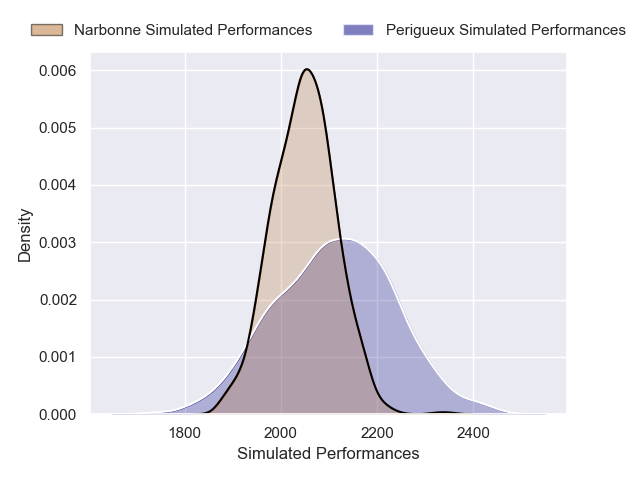 Narbonne Simulated Performances
Perigueux Simulated Performances
0.006
0.005
0.004
0.003
0.002
0.001
0.000
Density
1800
2000
2200
2400
Simulated Performances